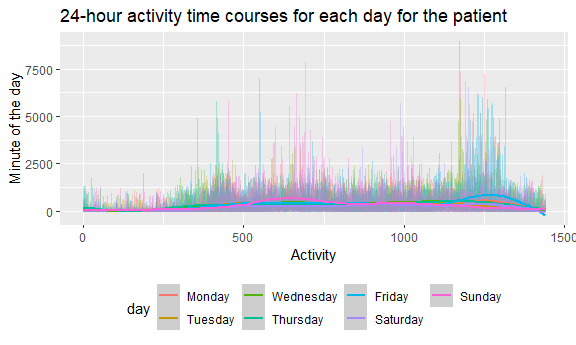 24-hour activity time courses for each day for the patient
Minute of the day
7500
5000
2500
0
0 500 1000 1500
Activity
day
Monday Wednesday Friday Sunday
Tuesday Thursday Saturday